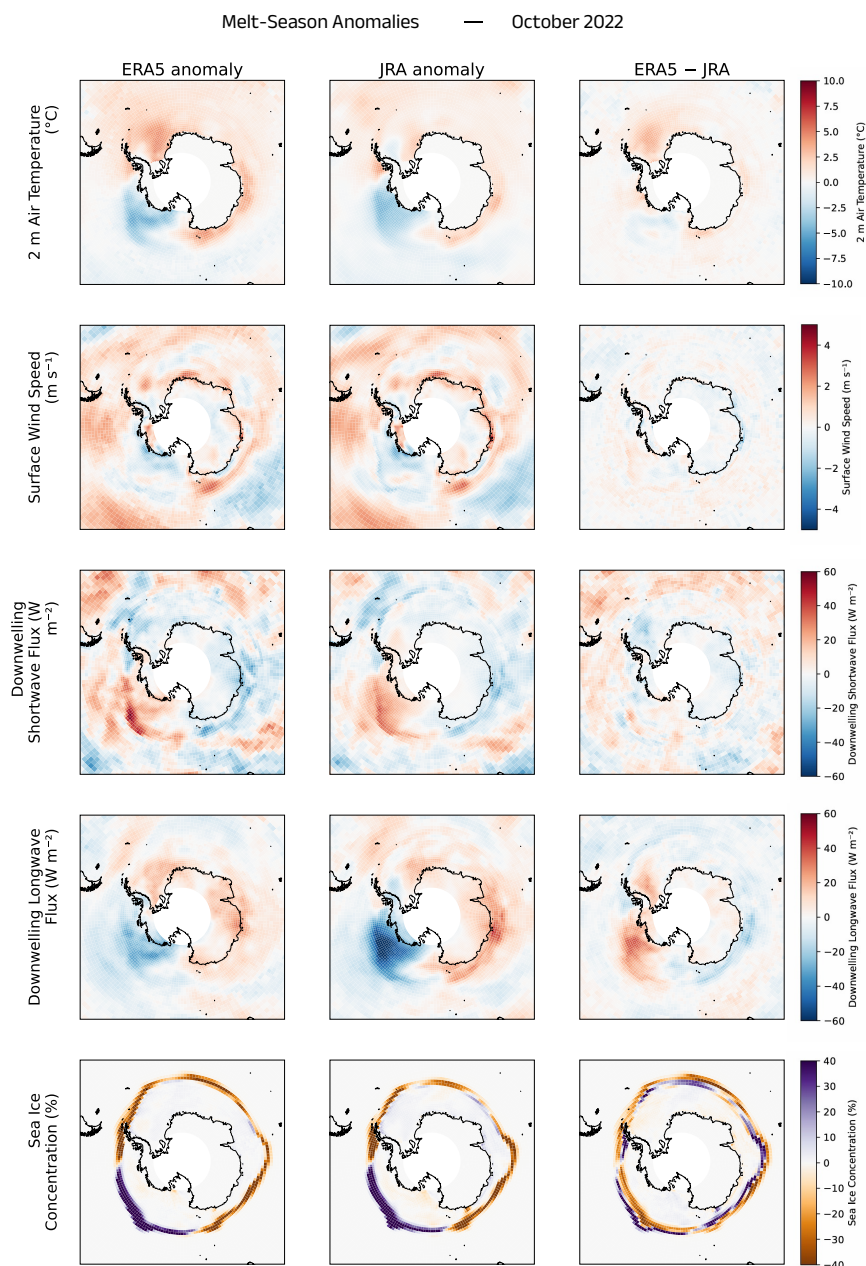 Melt-Season Anomalies — October 2022
ERA5 anomaly
JRA anomaly
ERA5 − JRA
2 m Air Temperature
(°C)
10.0
7.5
5.0
2.5
0.0
−2.5
−5.0
−7.5
−10.0
2 m Air Temperature (°C)
Surface Wind Speed
(m s⁻¹)
4
2
0
−2
−4
Surface Wind Speed (m s⁻¹)
Downwelling
Shortwave Flux (W
m⁻²)
60
40
20
0
−20
−40
−60
Downwelling Shortwave Flux (W m⁻²)
Downwelling Longwave
Flux (W m⁻²)
60
40
20
0
−20
−40
−60
Downwelling Longwave Flux (W m⁻²)
Sea Ice
Concentration (%)
40
30
20
10
0
−10
−20
−30
−40
Sea Ice Concentration (%)